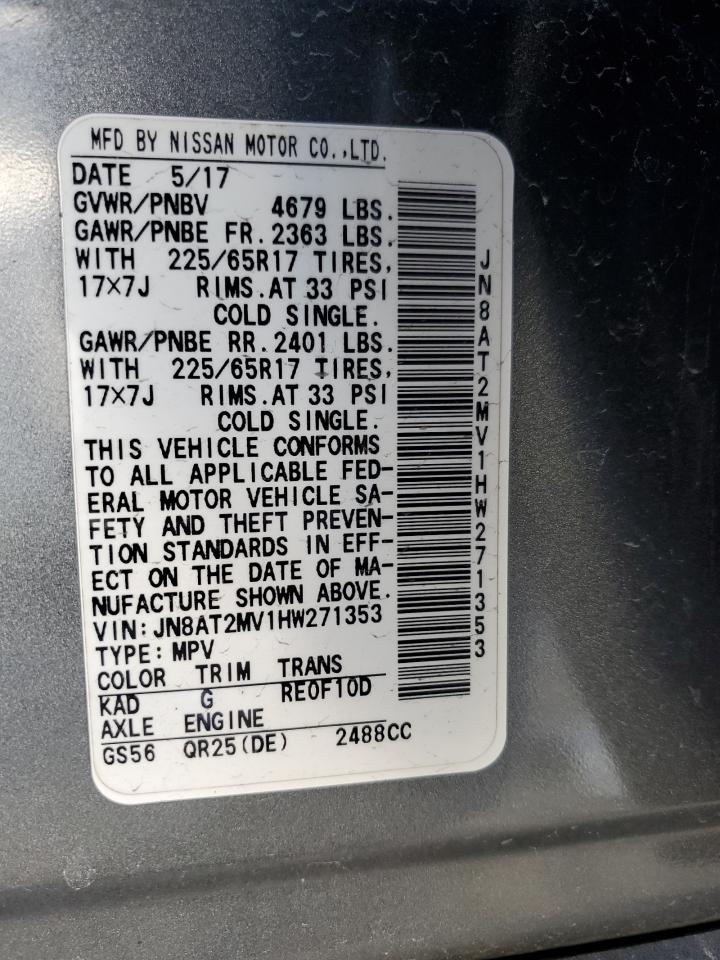 MFD BY NISSAN MOTOR CO.,LTD.
DATE 5/17
GVWR/PNBV 4679 LBS.
GAWR/PNBE FR.2363 LBS.
WITH 225/65R17 TIRES,
17×7J RIMS.AT 33 PSI
COLD SINGLE.
GAWR/PNBE RR.2401 LBS.
WITH 225/65R17 TIRES,
17×7J RIMS.AT 33 PSI
COLD SINGLE.
THIS VEHICLE CONFORMS
TO ALL APPLICABLE FED-
ERAL MOTOR VEHICLE SA-
FETY AND THEFT PREVEN-
TION STANDARDS IN EFF-
ECT ON THE DATE OF MA-
NUFACTURE SHOWN ABOVE.
VIN:JN8AT2MV1HW271353
TYPE:MPV
COLOR TRIM TRANS
KAD G RE0F10D
AXLE ENGINE
GS56 QR25(DE) 2488CC
JN8AT2MV1HW271353